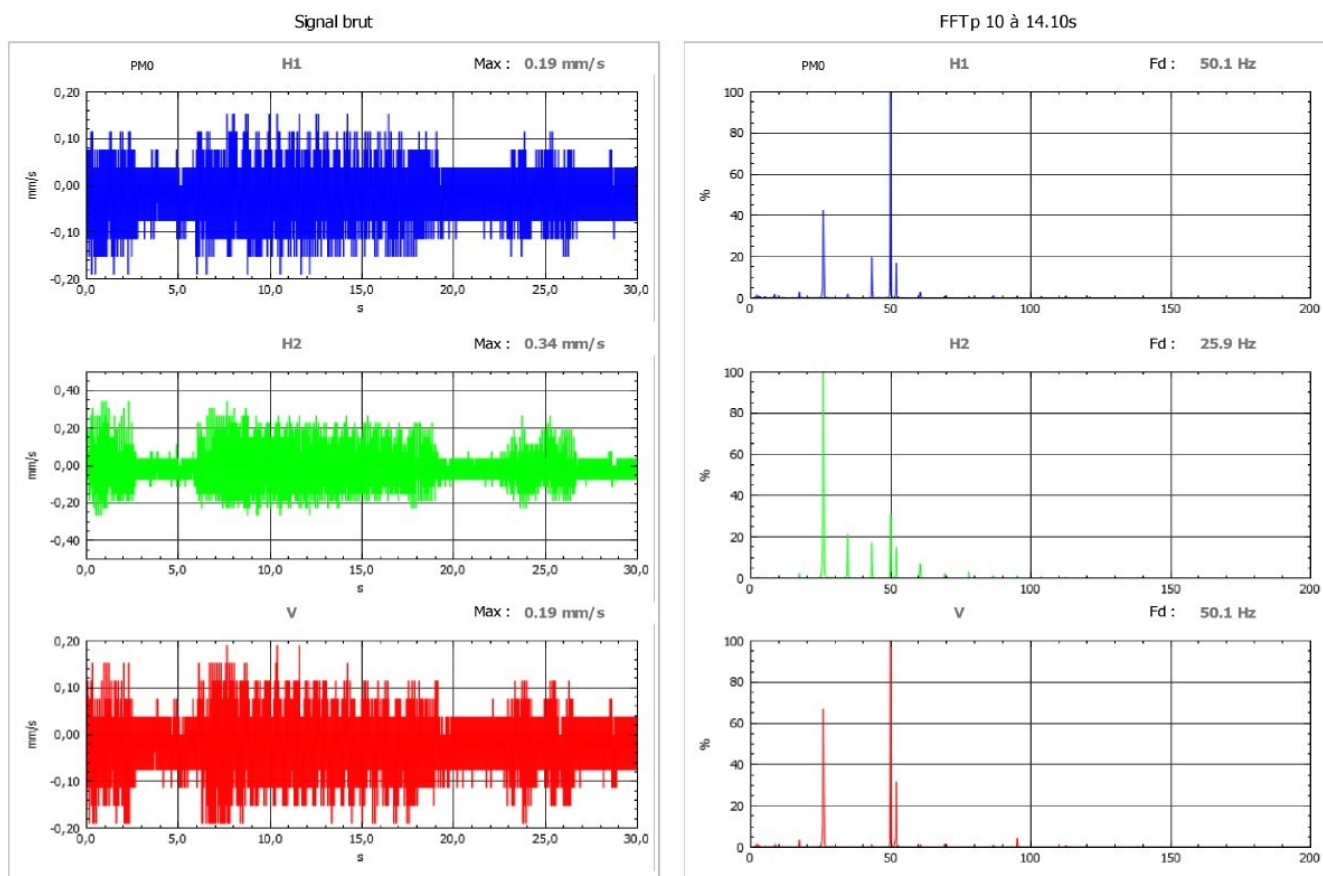 Signal brut
FFTp 10 à 14.10s
PM0 H1 Max : 0.19 mm/s
0,20
0,10
0,00
-0,10
-0,20
mm/s
0,0 5,0 10,0 15,0 20,0 25,0 30,0
s
H2 Max : 0.34 mm/s
0,40
0,20
0,00
-0,20
-0,40
mm/s
0,0 5,0 10,0 15,0 20,0 25,0 30,0
s
V Max : 0.19 mm/s
0,20
0,10
0,00
-0,10
-0,20
mm/s
0,0 5,0 10,0 15,0 20,0 25,0 30,0
s
PM0 H1 Fd : 50.1 Hz
100
80
60
40
20
0
%
0 50 100 150 200
H2 Fd : 25.9 Hz
100
80
60
40
20
0
%
0 50 100 150 200
V Fd : 50.1 Hz
100
80
60
40
20
0
%
0 50 100 150 200